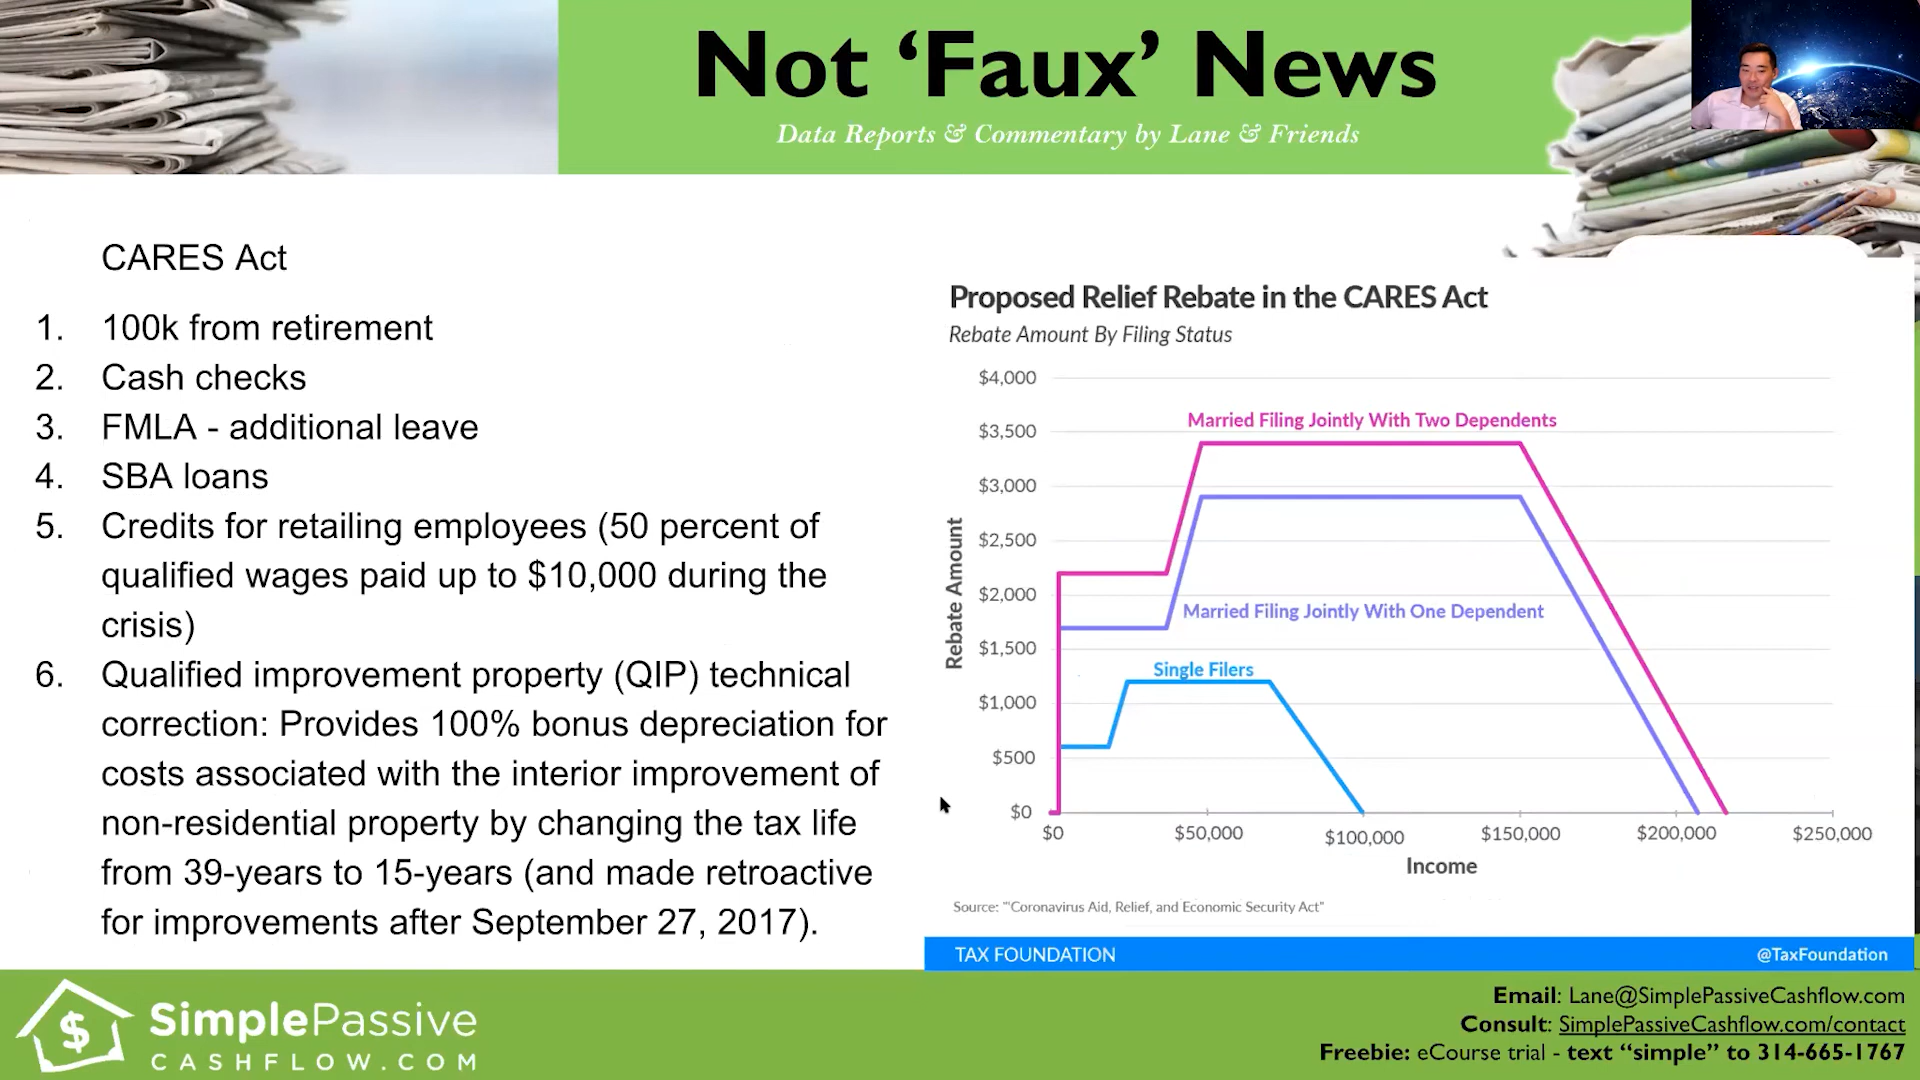 Not ‘Faux’ News
Data Reports & Commentary by Lane & Friends
CARES Act
1. 100k from retirement
2. Cash checks
3. FMLA - additional leave
4. SBA loans
5. Credits for retailing employees (50 percent of
qualified wages paid up to $10,000 during the
crisis)
6. Qualified improvement property (QIP) technical
correction: Provides 100% bonus depreciation for
costs associated with the interior improvement of
non-residential property by changing the tax life
from 39-years to 15-years (and made retroactive
for improvements after September 27, 2017).
Proposed Relief Rebate in the CARES Act
Rebate Amount By Filing Status
Rebate Amount
$4,000
$3,500
$3,000
$2,500
$2,000
$1,500
$1,000
$500
$0
Married Filing Jointly With Two Dependents
Married Filing Jointly With One Dependent
Single Filers
$0 $50,000 $100,000 $150,000 $200,000 $250,000
Income
Source: "'Coronavirus Aid, Relief, and Economic Security Act"
TAX FOUNDATION @TaxFoundation
$
SimplePassive
CASHFLOW.COM
Email: Lane@SimplePassiveCashflow.com
Consult: SimplePassiveCashflow.com/contact
Freebie: eCourse trial - text “simple” to 314-665-1767